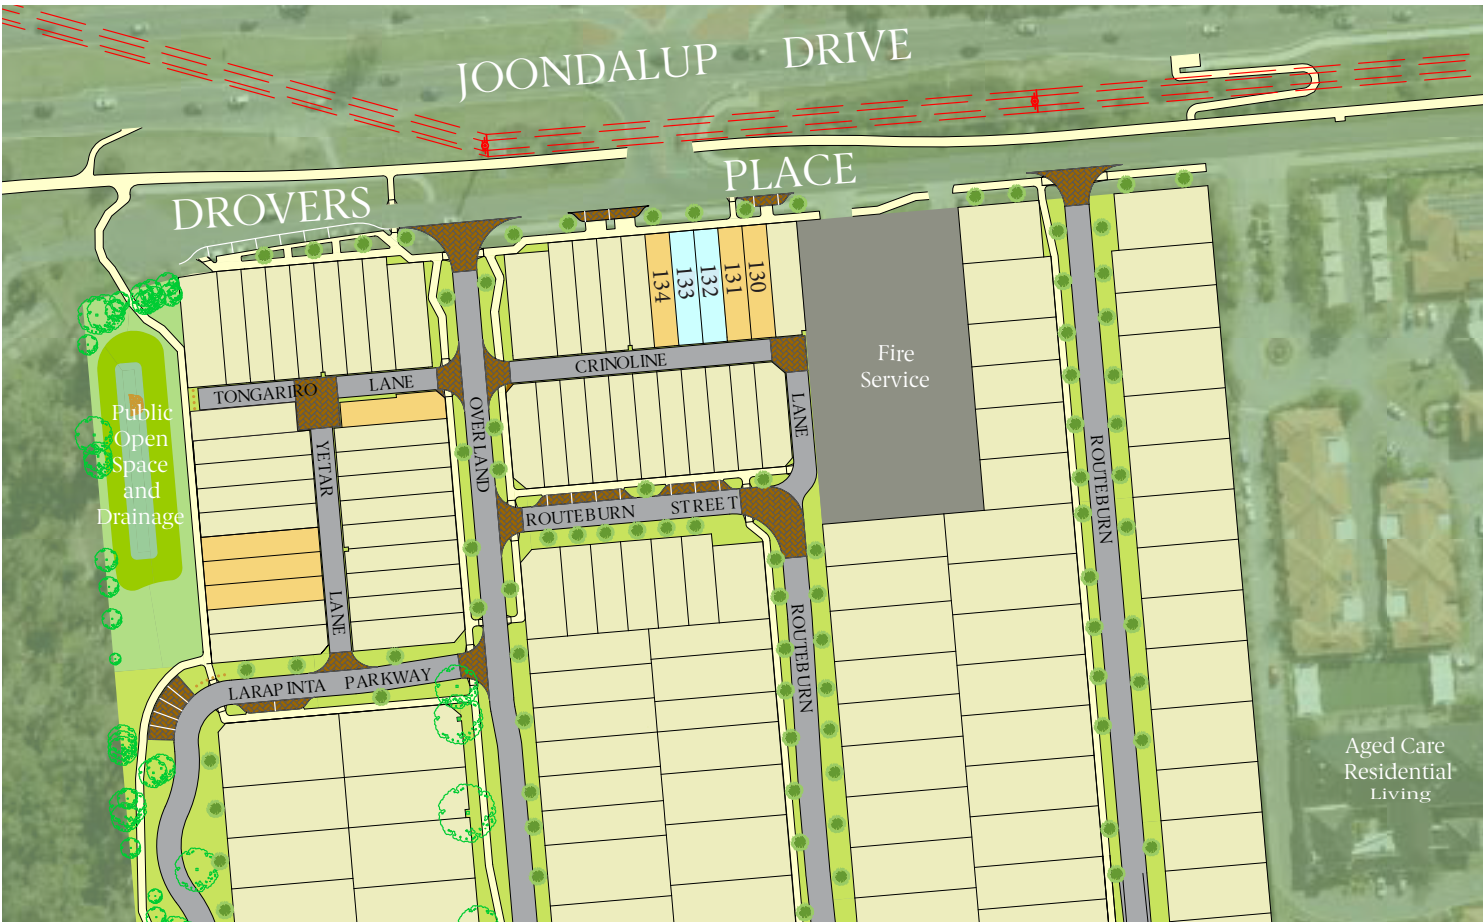 JOONDALUP DRIVE
DROVERS PLACE
134
133
132
131
130
Fire
Service
TONGARIRO LANE
CRINOLINE
LANE
OVERLAND
YETAR
LANE
Public
Open
Space
and
Drainage
ROUTEBURN STREET
ROUTEBURN
ROUTEBURN
LARAPINTA PARKWAY
Aged Care
Residential
Living